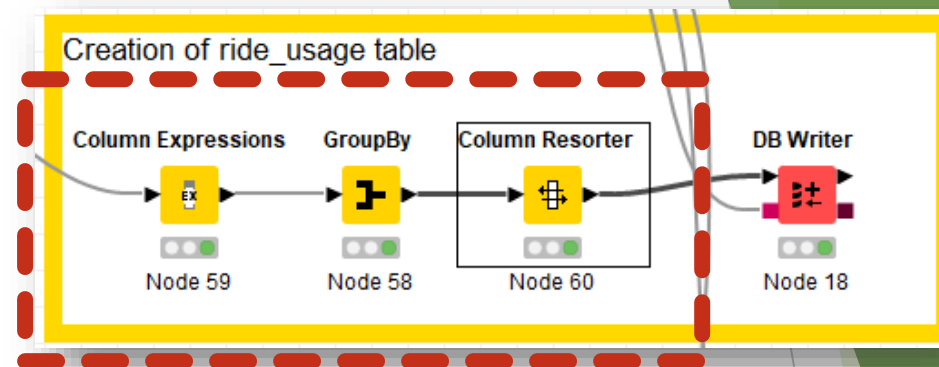 Creation of ride_usage table
Column Expressions
GroupBy
Column Resorter
DB Writer
EX
Node 59
Node 58
Node 60
Node 18